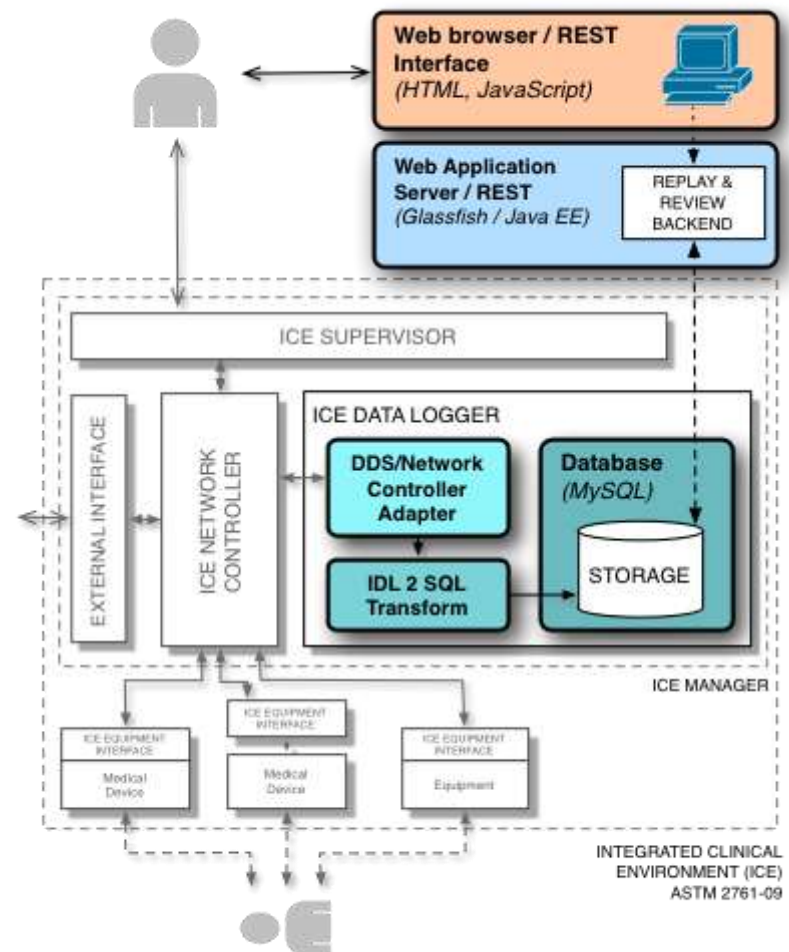 Web browser / REST
Interface
(HTML, JavaScript)
Web Application
Server / REST
(Glassfish / Java EE)
REPLAY &
REVIEW
BACKEND
ICE SUPERVISOR
EXTERNAL INTERFACE
ICE NETWORK
CONTROLLER
ICE DATA LOGGER
DDS/Network
Controller
Adapter
Database
(MySQL)
IDL 2 SQL
Transform
STORAGE
ICE MANAGER
ICE EQUIPMENT
INTERFACE
Medical
Device
ICE EQUIPMENT
INTERFACE
Medical
Device
ICE EQUIPMENT
INTERFACE
Equipment
INTEGRATED CLINICAL
ENVIRONMENT (ICE)
ASTM 2761-09